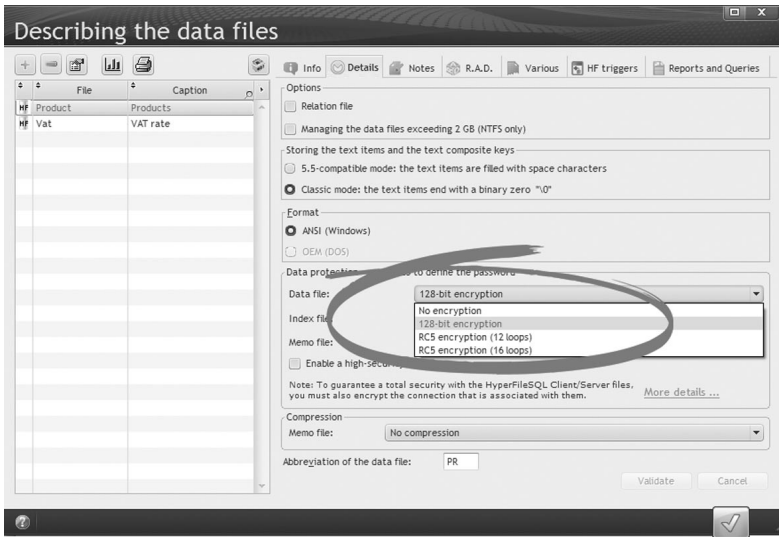 Describing the data files
Info Details Notes R.A.D. Various HF triggers Reports and Queries
File Caption
HF Product Products
HF Vat VAT rate
Options
Relation file
Managing the data files exceeding 2 GB (NTFS only)
Storing the text items and the text composite keys
5.5-compatible mode: the text items are filled with space characters
Classic mode: the text items end with a binary zero "\0"
Format
ANSI (Windows)
OEM (DOS)
Data protection to define the password
Data file: 128-bit encryption
No encryption
128-bit encryption
Index file:
RC5 encryption (12 loops)
Memo file:
RC5 encryption (16 loops)
Enable a high-security
Note: To guarantee a total security with the HyperFileSQL Client/Server files,
you must also encrypt the connection that is associated with them.
More details ...
Compression
Memo file: No compression
Abbreviation of the data file: PR
Validate Cancel